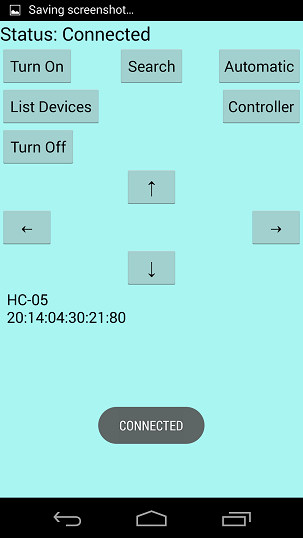 Saving screenshot...
Status: Connected
Turn On Search Automatic
List Devices Controller
Turn Off
↑
← →
↓
HC-05
20:14:04:30:21:80
CONNECTED